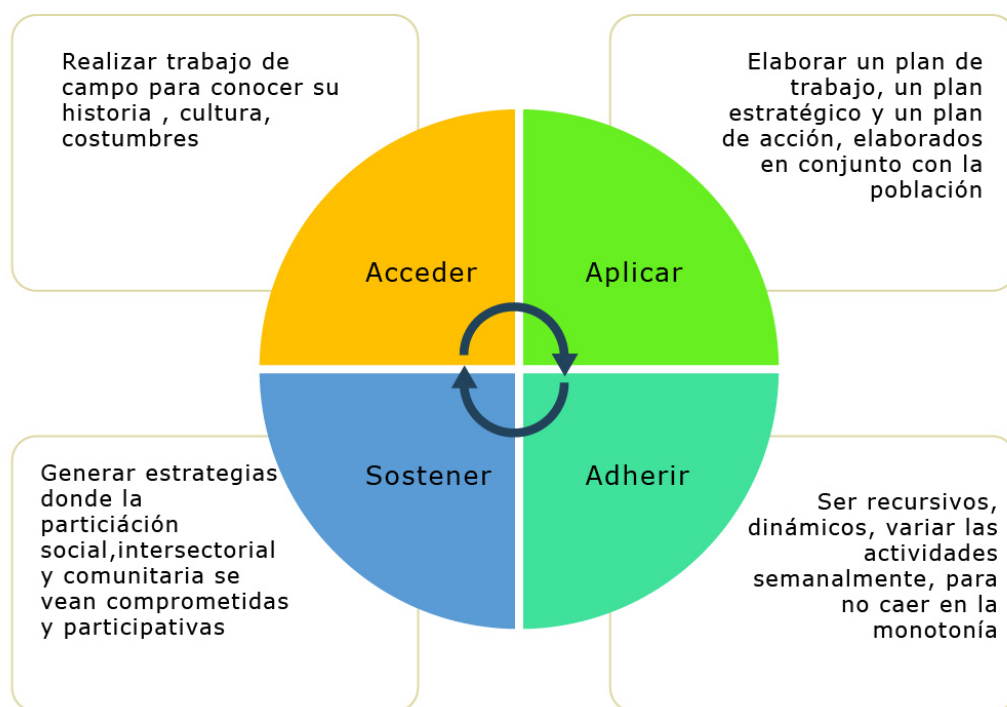 Realizar trabajo de
campo para conocer su
historia , cultura,
costumbres
Elaborar un plan de
trabajo, un plan
estratégico y un plan
de acción, elaborados
en conjunto con la
población
Acceder
Aplicar
Sostener
Adherir
Generar estrategias
donde la
particiáción
social,intersectorial
y comunitaria se
vean comprometidas
y participativas
Ser recursivos,
dinámicos, variar las
actividades
semanalmente, para
no caer en la
monotonía